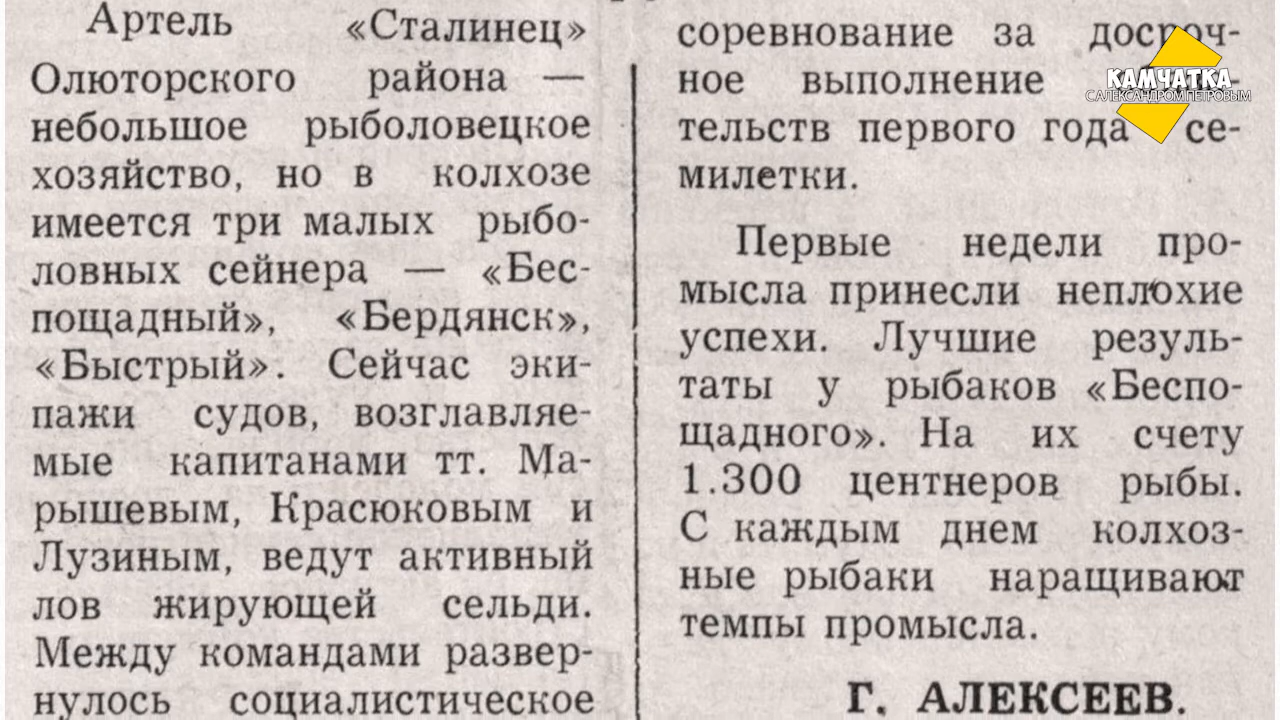 Артель «Сталинец»
Олюторского района —
небольшое рыболовецкое
хозяйство, но в колхозе
имеется три малых рыбо-
ловных сейнера — «Бес-
пощадный», «Бердянск»,
«Быстрый». Сейчас эки-
пажи судов, возглавляе-
мые капитанами тт. Ма-
рышевым, Красюковым и
Лузиным, ведут активный
лов жирующей сельди.
Между командами развер-
нулось социалистическое
соревнование за досроч-
ное выполнение
тельств первого года се-
милетки.
Первые недели про-
мысла принесли неплохие
успехи. Лучшие резуль-
таты у рыбаков «Беспо-
щадного». На их счету
1.300 центнеров рыбы.
С каждым днем колхоз-
ные рыбаки наращивают
темпы промысла.
Г. АЛЕКСЕЕВ.
КАМЧАТКА
С АЛЕКСАНДРОМ ПЕТРОВЫМ